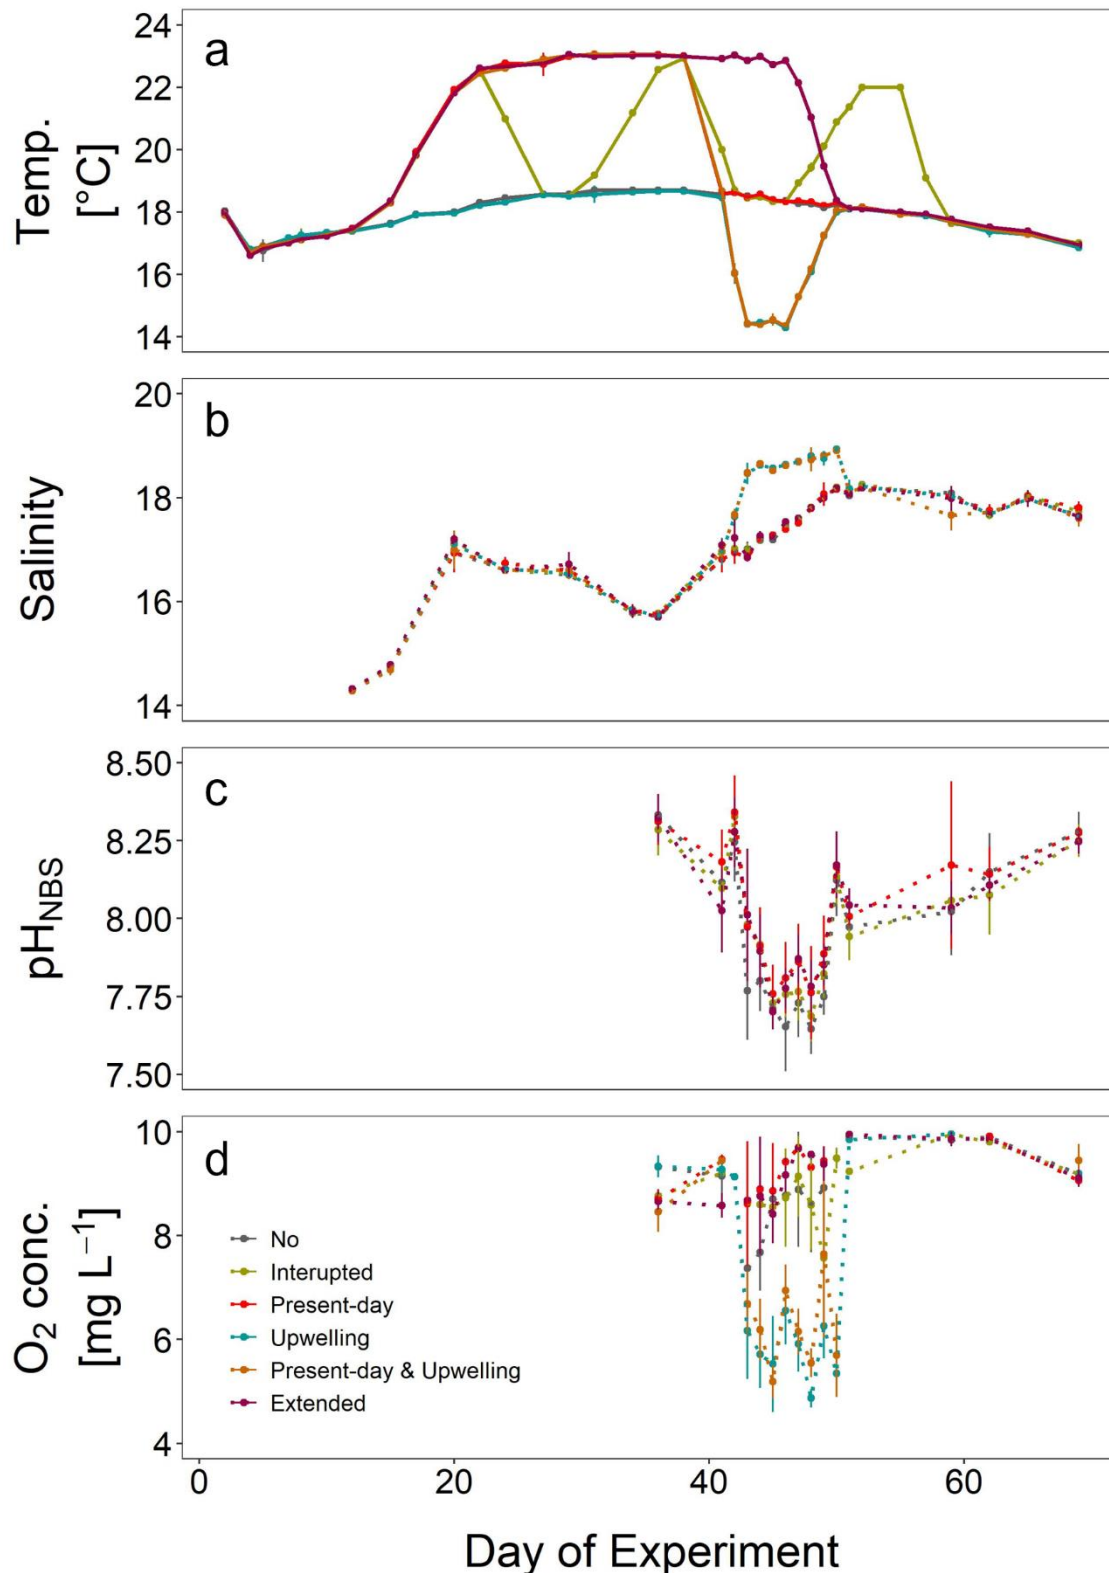 a
Temp.
[°C]
24
22
20
18
16
14
b
Salinity
20
18
16
14
c
pHNBS
8.50
8.25
8.00
7.75
7.50
d
O2 conc.
[mg L−1]
10
8
6
4
No
Interupted
Present-day
Upwelling
Present-day & Upwelling
Extended
0 20 40 60
Day of Experiment